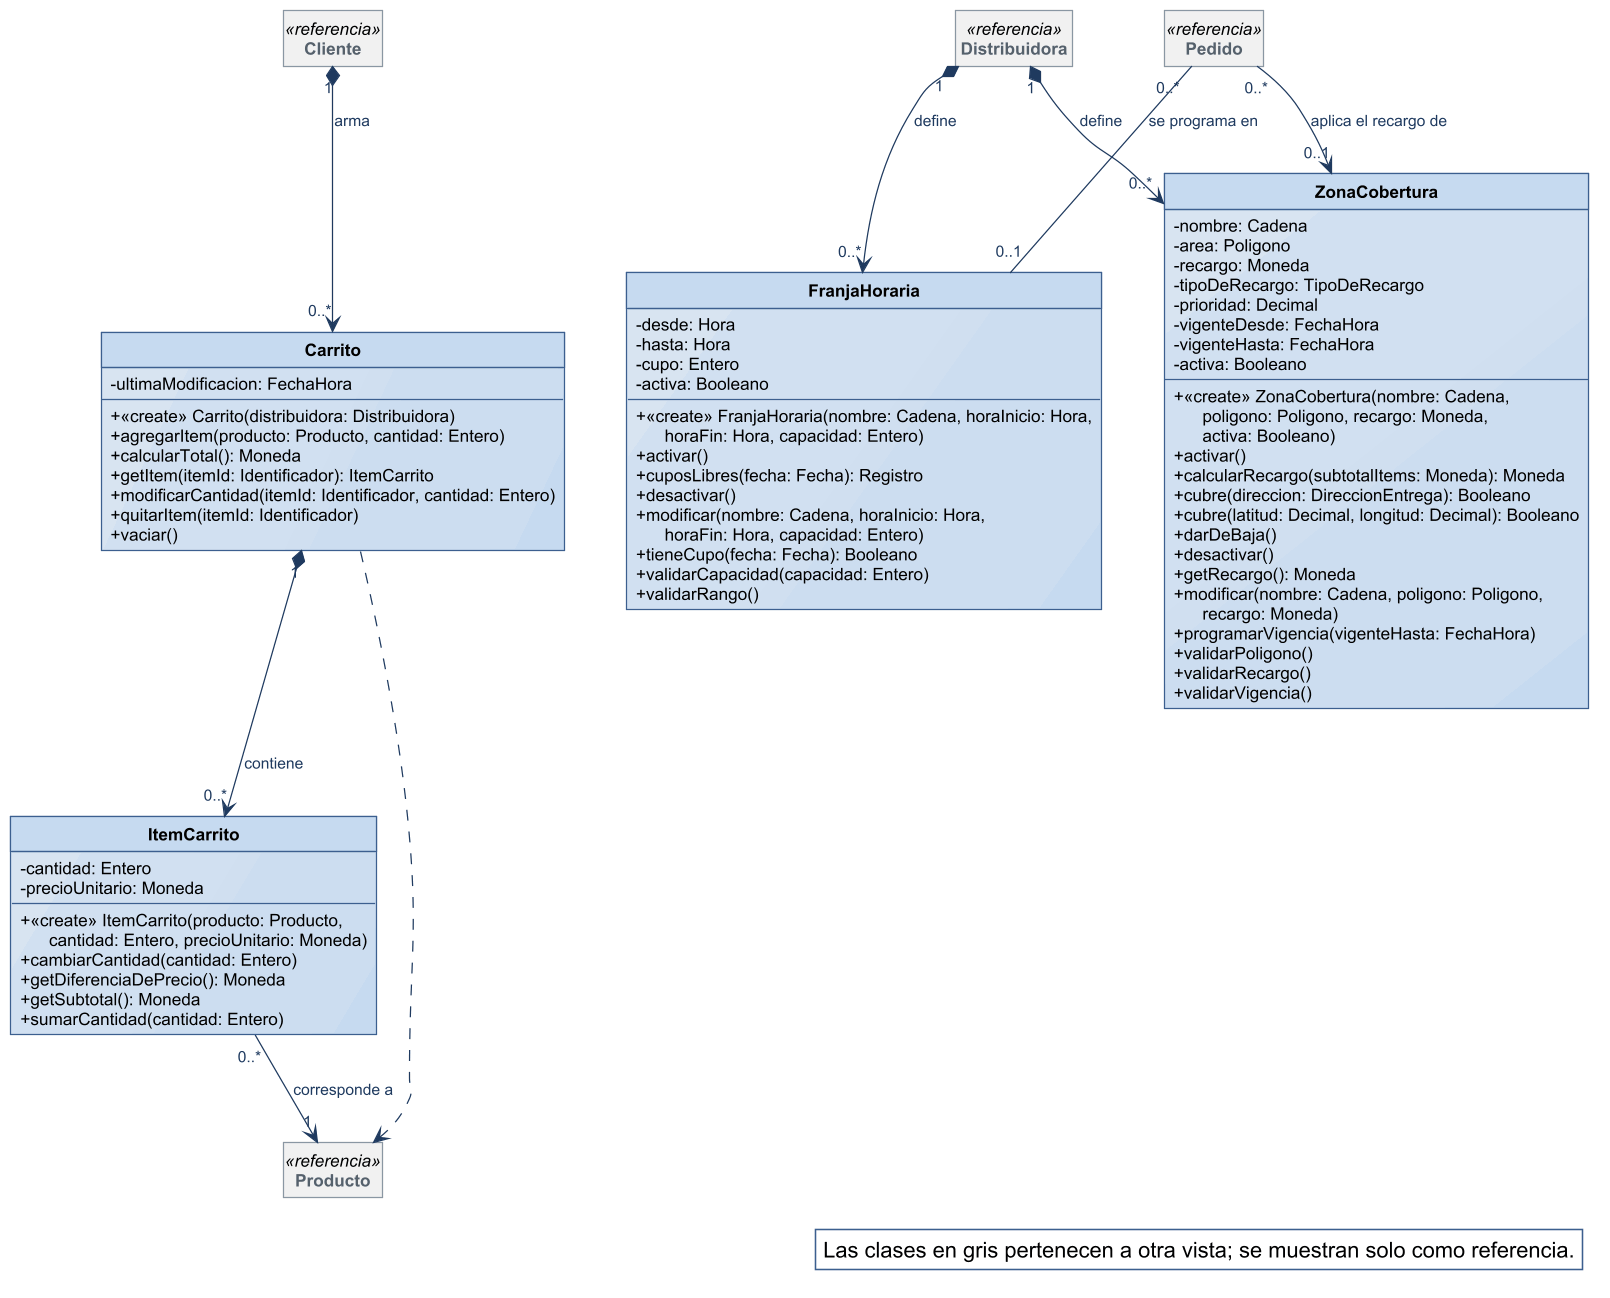 «referencia»
Cliente
«referencia»
Distribuidora
«referencia»
Pedido
1
1
1
0..*
0..*
arma
define
define
se programa en
aplica el recargo de
0..1
0..*
ZonaCobertura
-nombre: Cadena
-area: Poligono
-recargo: Moneda
-tipoDeRecargo: TipoDeRecargo
-prioridad: Decimal
-vigenteDesde: FechaHora
-vigenteHasta: FechaHora
-activa: Booleano
+«create» ZonaCobertura(nombre: Cadena,
poligono: Poligono, recargo: Moneda,
activa: Booleano)
+activar()
+calcularRecargo(subtotalItems: Moneda): Moneda
+cubre(direccion: DireccionEntrega): Booleano
+cubre(latitud: Decimal, longitud: Decimal): Booleano
+darDeBaja()
+desactivar()
+getRecargo(): Moneda
+modificar(nombre: Cadena, poligono: Poligono,
recargo: Moneda)
+programarVigencia(vigenteHasta: FechaHora)
+validarPoligono()
+validarRecargo()
+validarVigencia()
0..*
0..1
FranjaHoraria
-desde: Hora
-hasta: Hora
-cupo: Entero
-activa: Booleano
+«create» FranjaHoraria(nombre: Cadena, horaInicio: Hora,
horaFin: Hora, capacidad: Entero)
+activar()
+cuposLibres(fecha: Fecha): Registro
+desactivar()
+modificar(nombre: Cadena, horaInicio: Hora,
horaFin: Hora, capacidad: Entero)
+tieneCupo(fecha: Fecha): Booleano
+validarCapacidad(capacidad: Entero)
+validarRango()
0..*
Carrito
-ultimaModificacion: FechaHora
+«create» Carrito(distribuidora: Distribuidora)
+agregarItem(producto: Producto, cantidad: Entero)
+calcularTotal(): Moneda
+getItem(itemId: Identificador): ItemCarrito
+modificarCantidad(itemId: Identificador, cantidad: Entero)
+quitarItem(itemId: Identificador)
+vaciar()
1
contiene
0..*
ItemCarrito
-cantidad: Entero
-precioUnitario: Moneda
+«create» ItemCarrito(producto: Producto,
cantidad: Entero, precioUnitario: Moneda)
+cambiarCantidad(cantidad: Entero)
+getDiferenciaDePrecio(): Moneda
+getSubtotal(): Moneda
+sumarCantidad(cantidad: Entero)
0..*
corresponde a
1
«referencia»
Producto
Las clases en gris pertenecen a otra vista; se muestran solo como referencia.